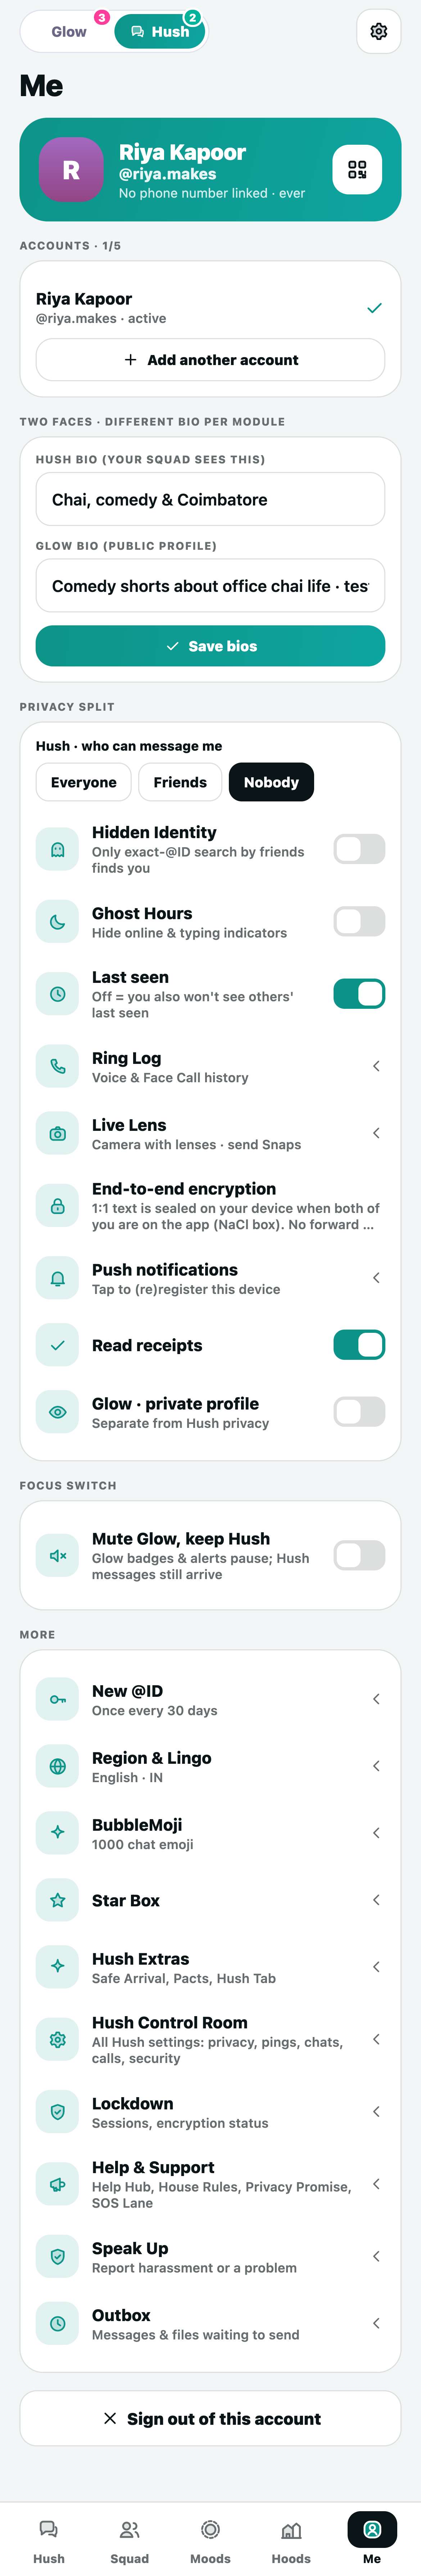 Glow 3
Hush 2
Me
R
Riya Kapoor
@riya.makes
No phone number linked · ever
ACCOUNTS · 1/5
Riya Kapoor
@riya.makes · active
Add another account
TWO FACES · DIFFERENT BIO PER MODULE
HUSH BIO (YOUR SQUAD SEES THIS)
Chai, comedy & Coimbatore
GLOW BIO (PUBLIC PROFILE)
Comedy shorts about office chai life · tes
Save bios
PRIVACY SPLIT
Hush · who can message me
Everyone
Friends
Nobody
Hidden Identity
Only exact-@ID search by friends
finds you
Ghost Hours
Hide online & typing indicators
Last seen
Off = you also won't see others'
last seen
Ring Log
Voice & Face Call history
Live Lens
Camera with lenses · send Snaps
End-to-end encryption
1:1 text is sealed on your device when both of
you are on the app (NaCl box). No forward ...
Push notifications
Tap to (re)register this device
Read receipts
Glow · private profile
Separate from Hush privacy
FOCUS SWITCH
Mute Glow, keep Hush
Glow badges & alerts pause; Hush
messages still arrive
MORE
New @ID
Once every 30 days
Region & Lingo
English · IN
BubbleMoji
1000 chat emoji
Star Box
Hush Extras
Safe Arrival, Pacts, Hush Tab
Hush Control Room
All Hush settings: privacy, pings, chats,
calls, security
Lockdown
Sessions, encryption status
Help & Support
Help Hub, House Rules, Privacy Promise,
SOS Lane
Speak Up
Report harassment or a problem
Outbox
Messages & files waiting to send
Sign out of this account
Hush
Squad
Moods
Hoods
Me